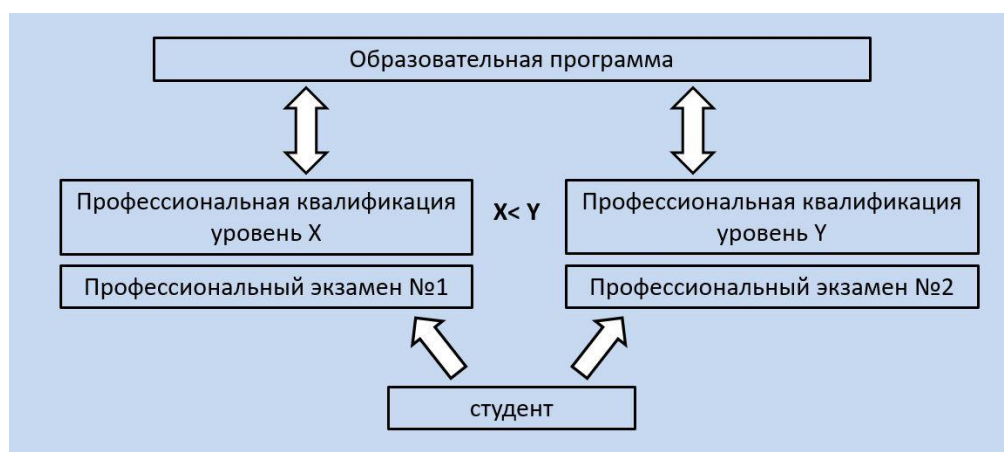 Образовательная программа
Профессиональная квалификация
уровень X
X< Y
Профессиональная квалификация
уровень Y
Профессиональный экзамен №1
Профессиональный экзамен №2
студент